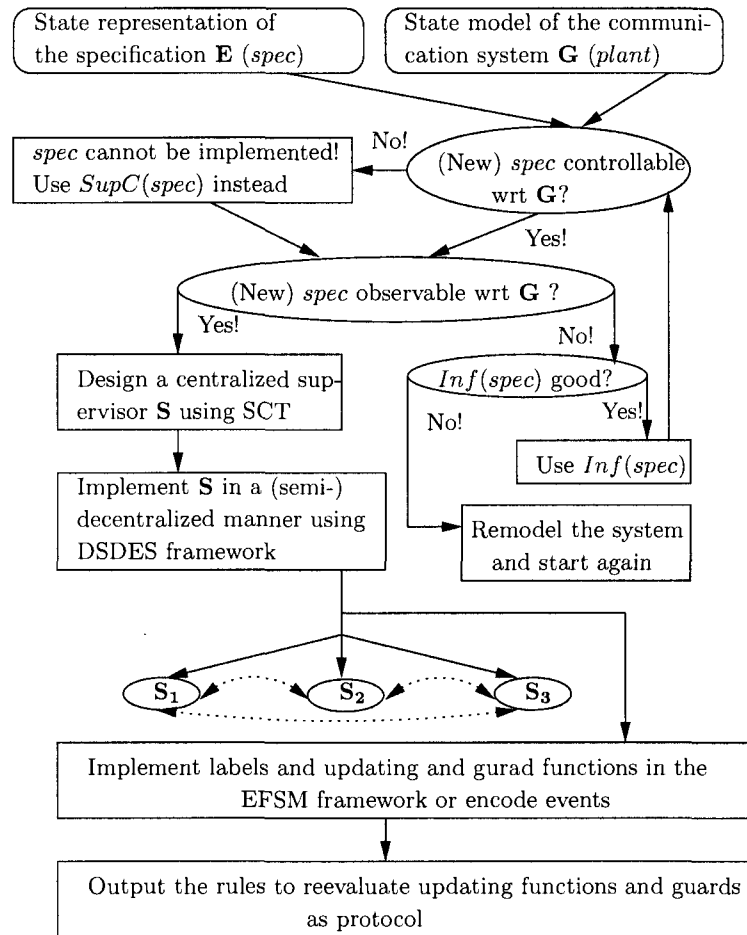 State representation of
the specification E (spec)
State model of the communi-
cation system G (plant)
No!
spec cannot be implemented!
Use SupC(spec) instead
(New) spec controllable
wrt G?
Yes!
(New) spec observable wrt G ?
Yes!
No!
Design a centralized sup-
ervisor S using SCT
Inf(spec) good?
No!
Yes!
Use Inf(spec)
Implement S in a (semi-)
decentralized manner using
DSDES framework
Remodel the system
and start again
S1
S2
S3
Implement labels and updating and gurad functions in the
EFSM framework or encode events
Output the rules to reevaluate updating functions and guards
as protocol